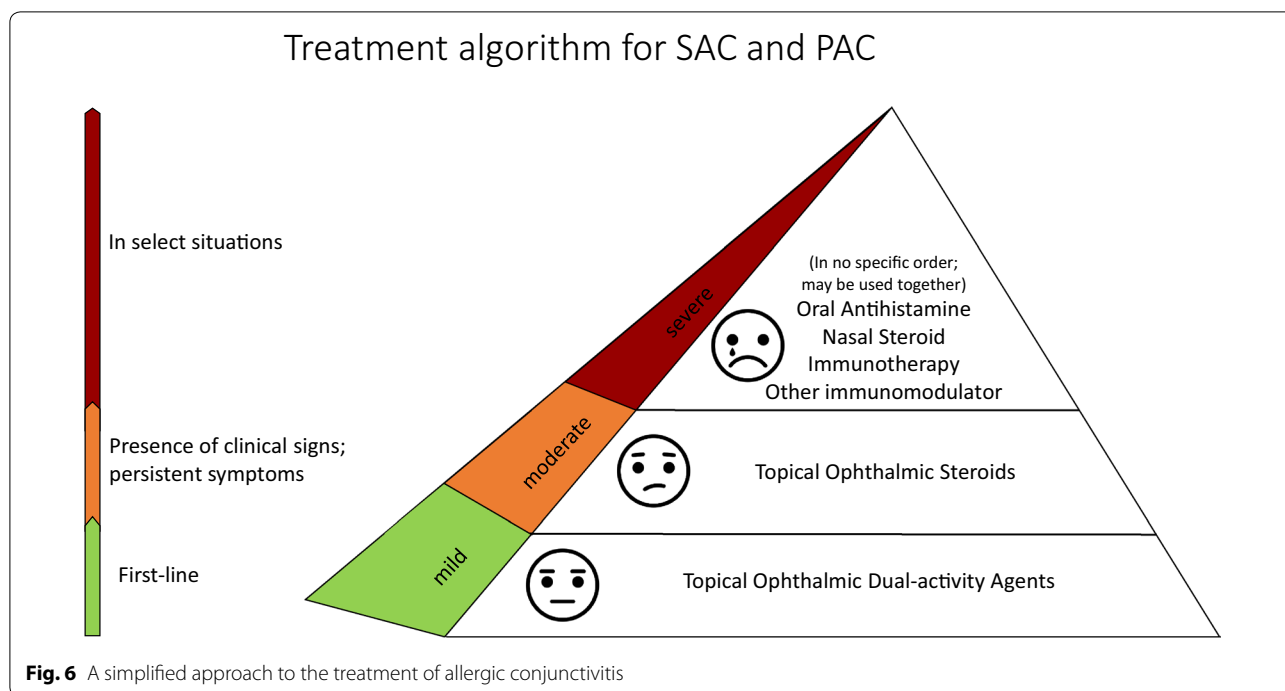 Treatment algorithm for SAC and PAC
In select situations
Presence of clinical signs;
persistent symptoms
First-line
severe
moderate
mild
(In no specific order;
may be used together)
Oral Antihistamine
Nasal Steroid
Immunotherapy
Other immunomodulator
Topical Ophthalmic Steroids
Topical Ophthalmic Dual-activity Agents
Fig. 6 A simplified approach to the treatment of allergic conjunctivitis